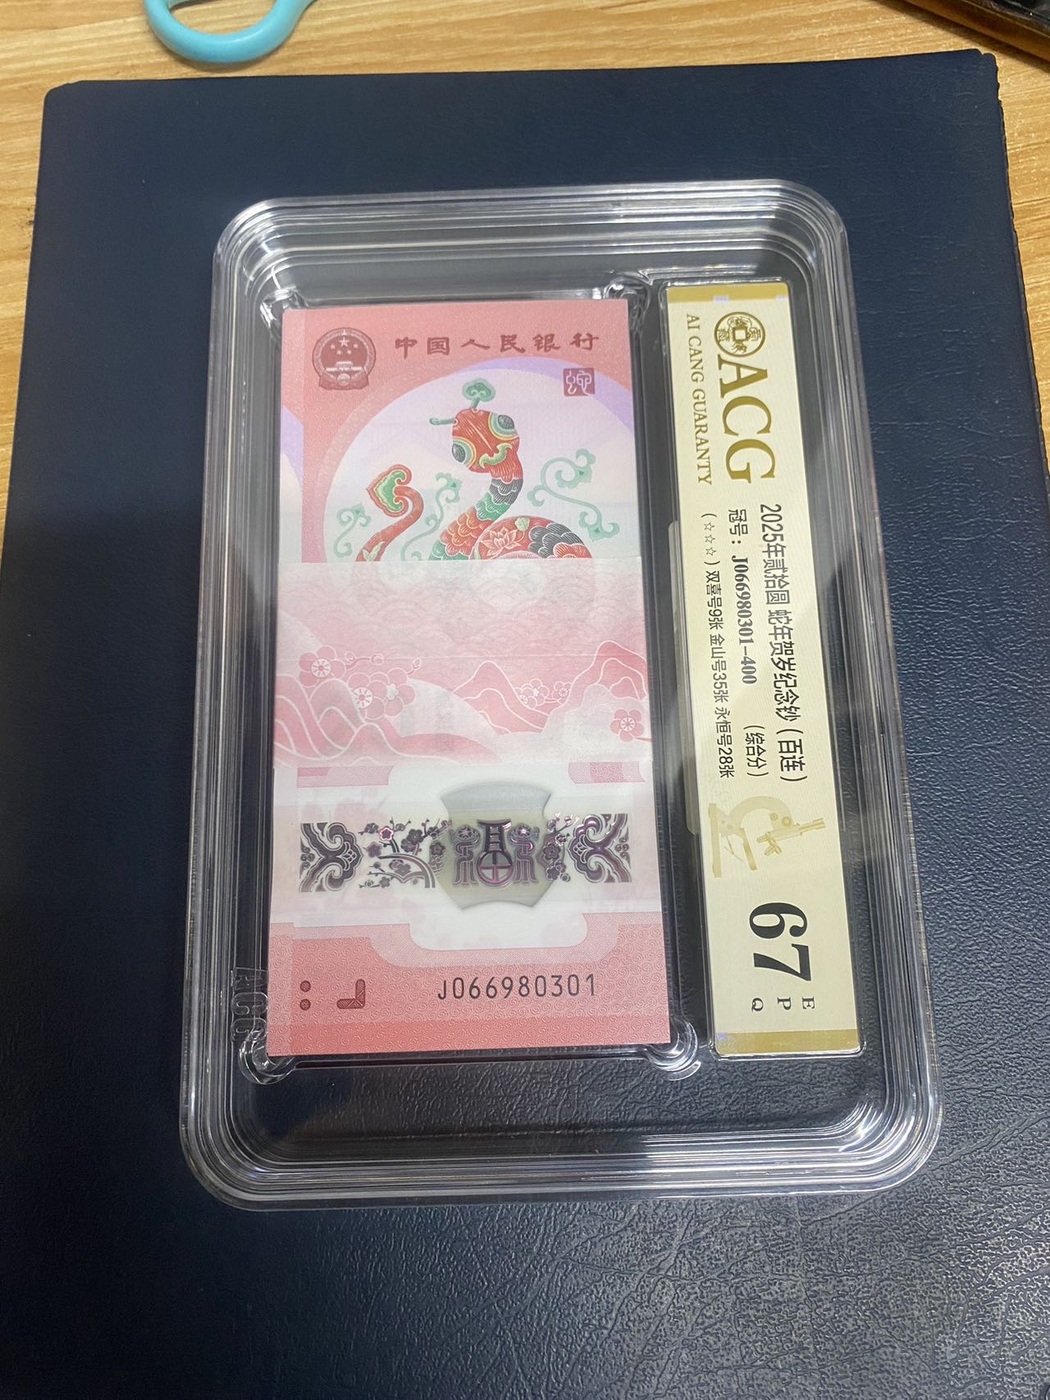 中国人民银行
蛇
福
J066980301
ACG
AI CANG GUARANTY
2025年贰拾圆 蛇年贺岁纪念钞（百连）
冠号：J066980301-400 （综合分）
（☆☆☆）双喜号9张 金山号35张 永恒号28张
67
E
P
Q
ACG